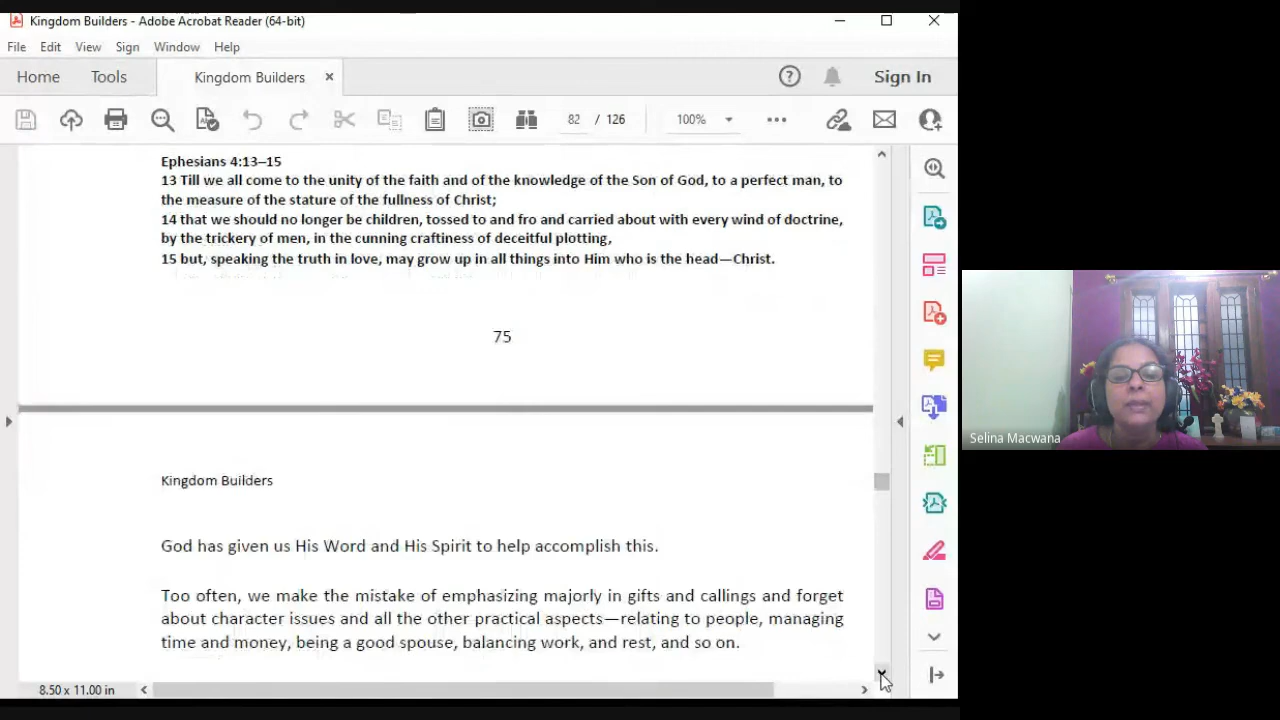 Kingdom Builders - Adobe Acrobat Reader (64-bit)
File Edit View Sign Window Help
Home Tools Kingdom Builders × Sign In
82 / 126 100%
Ephesians 4:13–15
13 Till we all come to the unity of the faith and of the knowledge of the Son of God, to a perfect man, to
the measure of the stature of the fullness of Christ;
14 that we should no longer be children, tossed to and fro and carried about with every wind of doctrine,
by the trickery of men, in the cunning craftiness of deceitful plotting,
15 but, speaking the truth in love, may grow up in all things into Him who is the head—Christ.
75
Kingdom Builders
God has given us His Word and His Spirit to help accomplish this.
Too often, we make the mistake of emphasizing majorly in gifts and callings and forget
about character issues and all the other practical aspects—relating to people, managing
time and money, being a good spouse, balancing work, and rest, and so on.
8.50 x 11.00 in
Selina Macwana